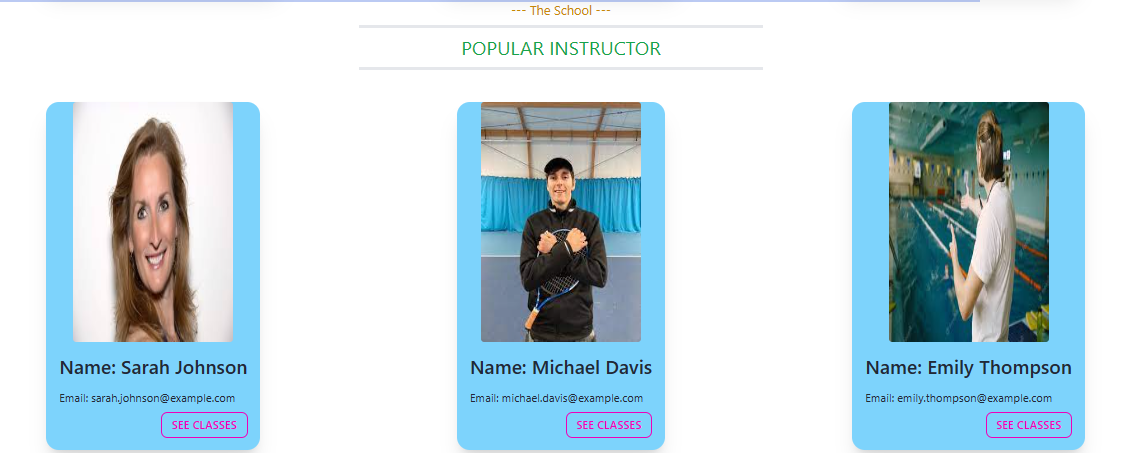 --- The School ---
POPULAR INSTRUCTOR
Name: Sarah Johnson
Email: sarah.johnson@example.com
SEE CLASSES
Name: Michael Davis
Email: michael.davis@example.com
SEE CLASSES
Name: Emily Thompson
Email: emily.thompson@example.com
SEE CLASSES